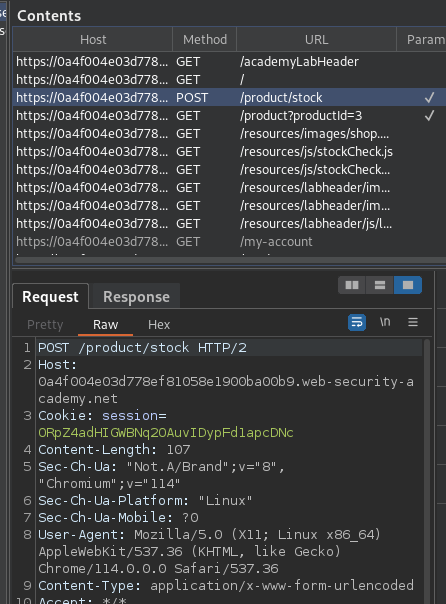 Contents
Host Method URL Param
https://0a4f004e03d778... GET /academyLabHeader
https://0a4f004e03d778... GET /
https://0a4f004e03d778... POST /product/stock ✓
https://0a4f004e03d778... GET /product?productId=3 ✓
https://0a4f004e03d778... GET /resources/images/shop....
https://0a4f004e03d778... GET /resources/js/stockCheck.js
https://0a4f004e03d778... GET /resources/js/stockChec...
https://0a4f004e03d778... GET /resources/labheader/im...
https://0a4f004e03d778... GET /resources/labheader/im...
https://0a4f004e03d778... GET /resources/labheader/js/l...
https://0a4f004e03d778... GET /my-account
Request Response
Pretty Raw Hex \n
1 POST /product/stock HTTP/2
2 Host:
0a4f004e03d778ef81058e1900ba00b9.web-security-a
cademy.net
3 Cookie: session=
ORpZ4adHIGWBNq2OAuvIDypFd1apcDNc
4 Content-Length: 107
5 Sec-Ch-Ua: "Not.A/Brand";v="8",
"Chromium";v="114"
6 Sec-Ch-Ua-Platform: "Linux"
7 Sec-Ch-Ua-Mobile: ?0
8 User-Agent: Mozilla/5.0 (X11; Linux x86_64)
AppleWebKit/537.36 (KHTML, like Gecko)
Chrome/114.0.0.0 Safari/537.36
9 Content-Type: application/x-www-form-urlencoded
10 Accept: */*